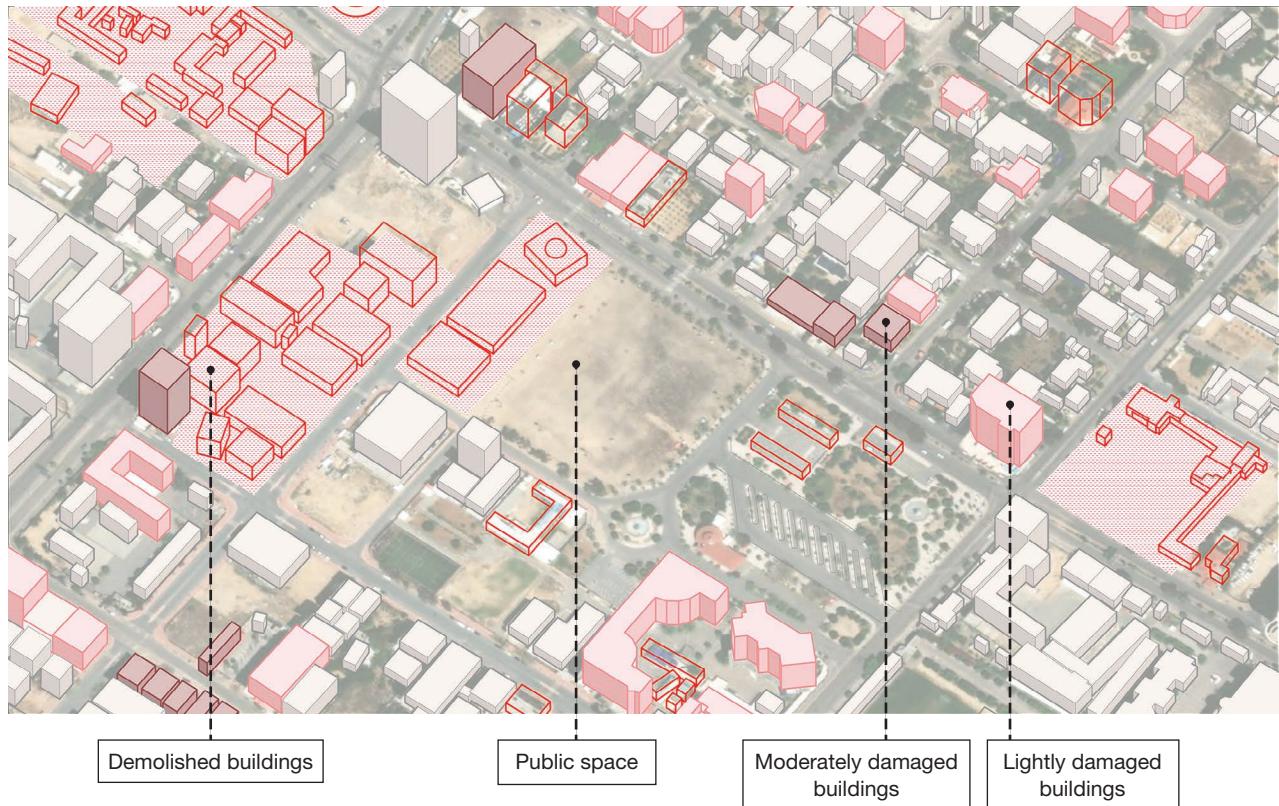 Demolished buildings
Public space
Moderately damaged
buildings
Lightly damaged
buildings